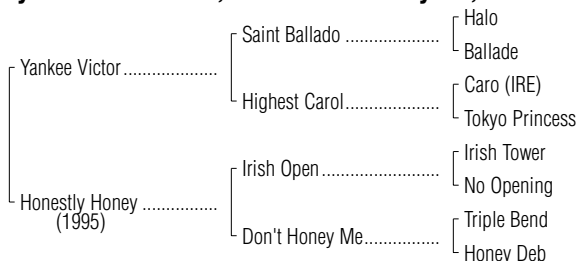 Halo
Saint Ballado ....................
Ballade
Yankee Victor....................
Caro (IRE)
Highest Carol....................
Tokyo Princess
Irish Tower
Irish Open.........................
No Opening
Honestly Honey ................
(1995)
Triple Bend
Don't Honey Me................
Honey Deb